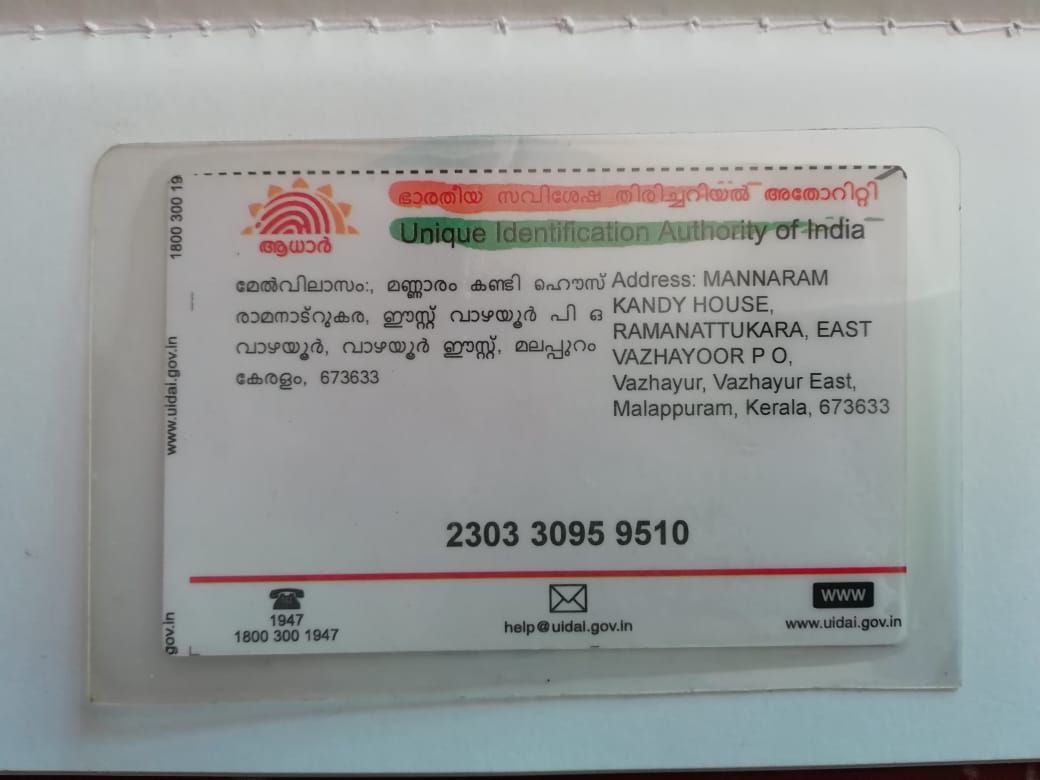 ആധാർ
ഭാരതീയ സവിശേഷ തിരിച്ചറിയൽ അതോറിറ്റി
Unique Identification Authority of India
മേൽവിലാസം:, മണ്ണാരം കണ്ടി ഹൌസ്
രാമനാട്റുകര, ഈസ്റ്റ് വാഴയൂർ പി ഒ
വാഴയൂർ, വാഴയൂർ ഈസ്റ്റ്, മലപ്പുറം
കേരളം, 673633
Address: MANNARAM
KANDY HOUSE,
RAMANATTUKARA, EAST
VAZHAYOOR P O,
Vazhayur, Vazhayur East,
Malappuram, Kerala, 673633
2303 3095 9510
1947
1800 300 1947
help@uidai.gov.in
www
www.uidai.gov.in
1800 300 19
www.uidai.gov.in
gov.in